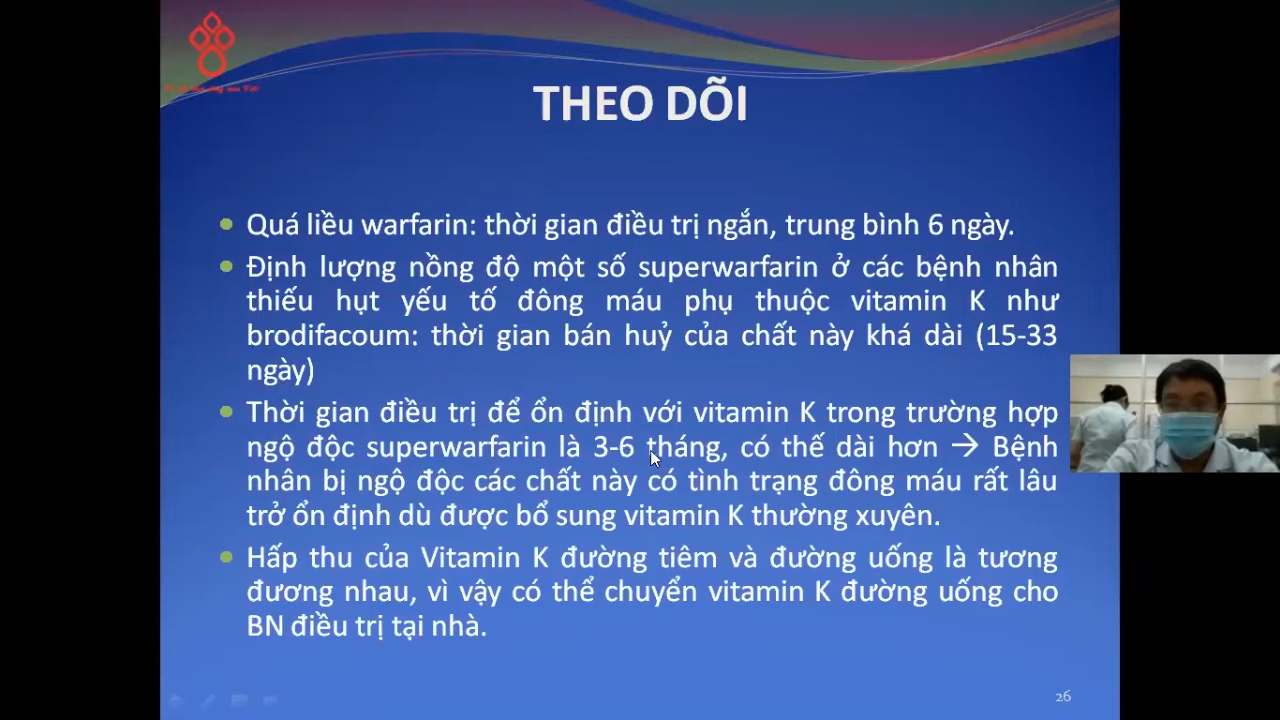 THEO DÕI
Quá liều warfarin: thời gian điều trị ngắn, trung bình 6 ngày.
Định lượng nồng độ một số superwarfarin ở các bệnh nhân
thiếu hụt yếu tố đông máu phụ thuộc vitamin K như
brodifacoum: thời gian bán huỷ của chất này khá dài (15-33
ngày)
Thời gian điều trị để ổn định với vitamin K trong trường hợp
ngộ độc superwarfarin là 3-6 tháng, có thể dài hơn → Bệnh
nhân bị ngộ độc các chất này có tình trạng đông máu rất lâu
trở ổn định dù được bổ sung vitamin K thường xuyên.
Hấp thu của Vitamin K đường tiêm và đường uống là tương
đương nhau, vì vậy có thể chuyển vitamin K đường uống cho
BN điều trị tại nhà.
26